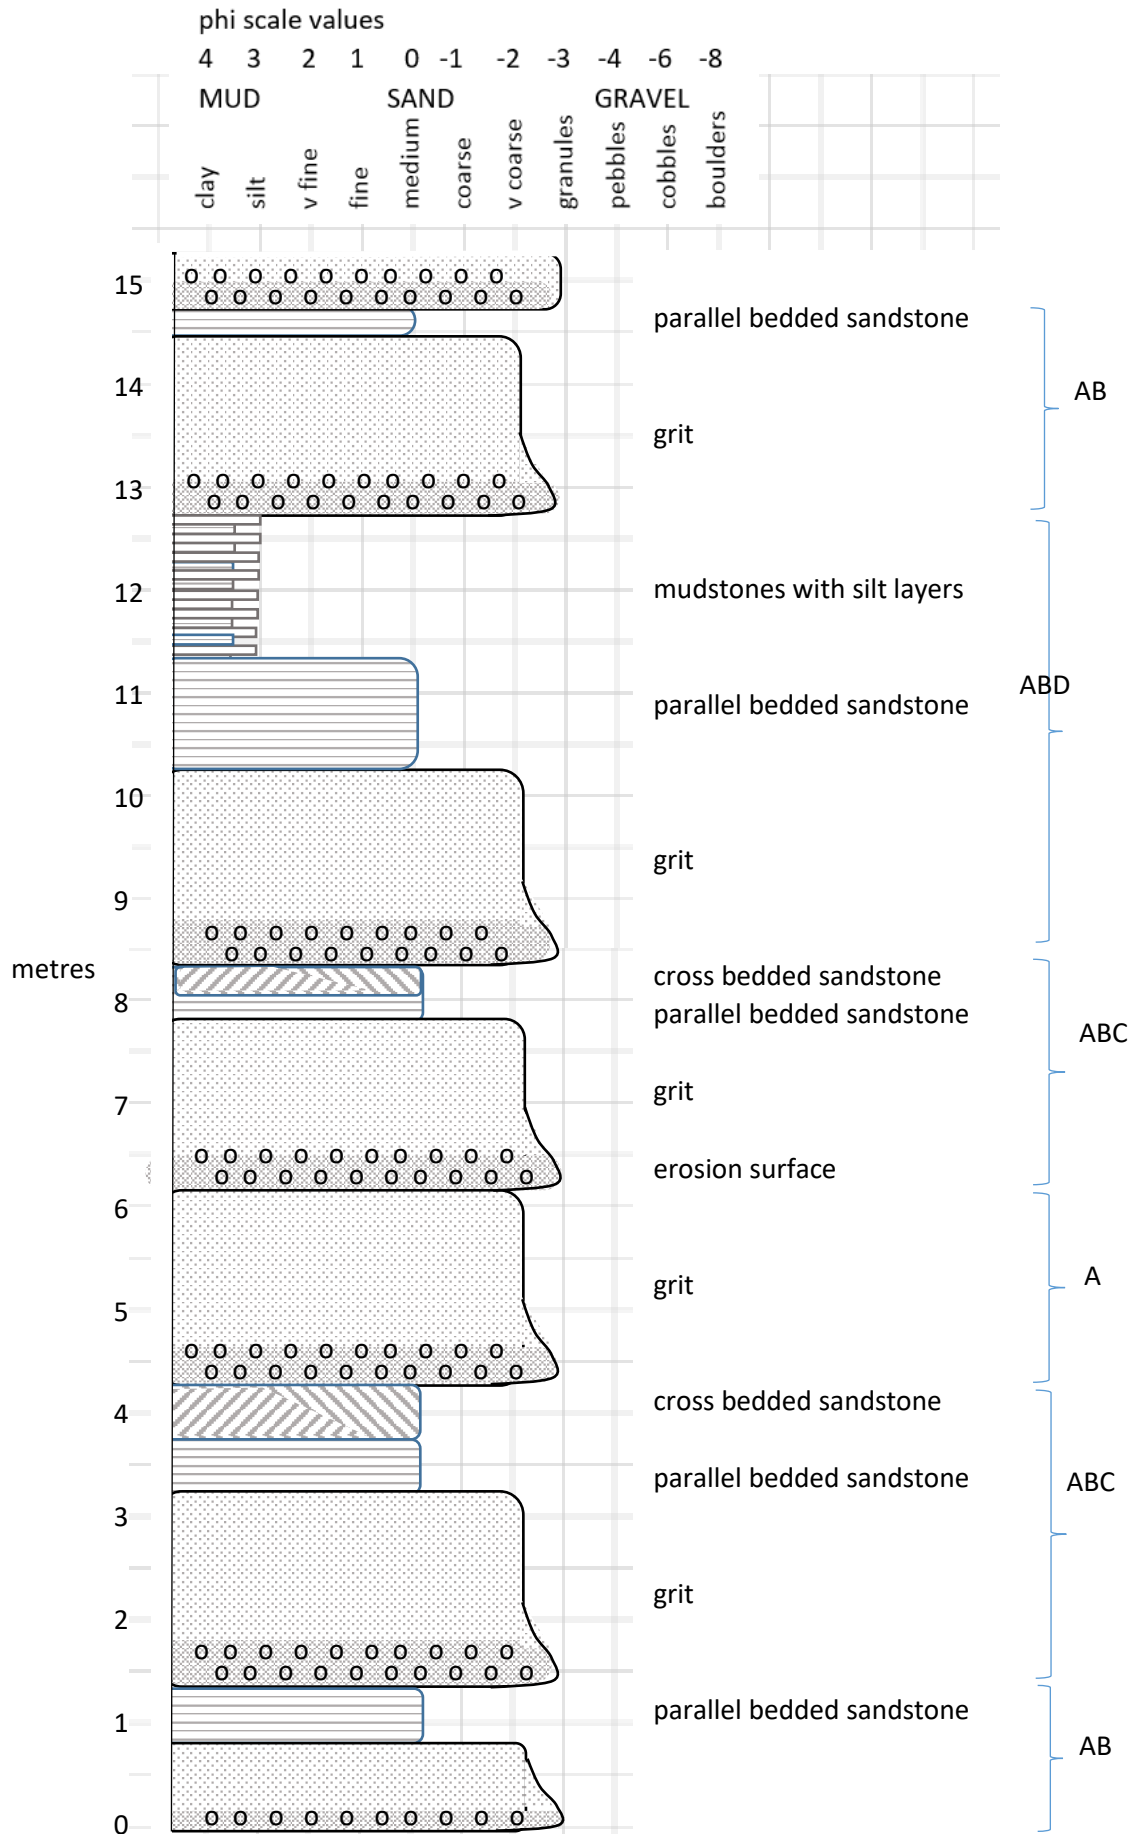 phi scale values
4 3 2 1 0 -1 -2 -3 -4 -6 -8
MUD SAND GRAVEL
clay silt v fine fine medium coarse v coarse granules pebbles cobbles boulders
15
parallel bedded sandstone
14
AB
grit
13
12
mudstones with silt layers
ABD
11
parallel bedded sandstone
10
grit
9
metres
cross bedded sandstone
8
parallel bedded sandstone
ABC
grit
7
erosion surface
6
A
grit
5
cross bedded sandstone
4
parallel bedded sandstone
ABC
3
grit
2
parallel bedded sandstone
1
AB
0